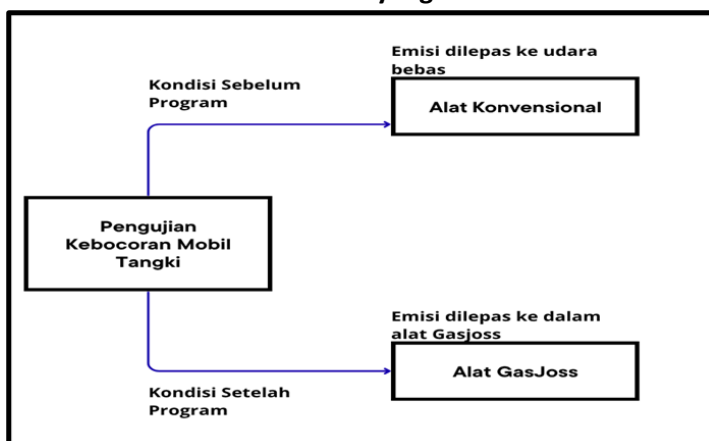 Emisi dilepas ke udara
bebas
Kondisi Sebelum
Program
Alat Konvensional
Pengujian
Kebocoran Mobil
Tangki
Emisi dilepas ke dalam
alat Gasjoss
Alat GasJoss
Kondisi Setelah
Program